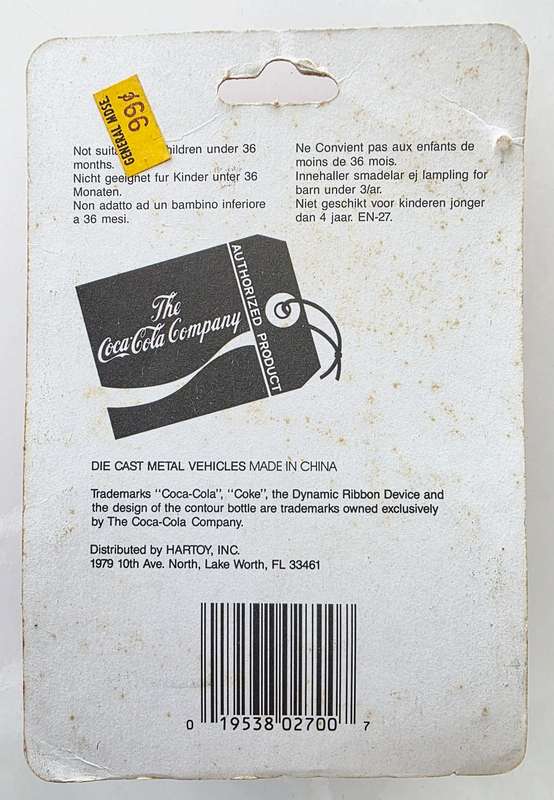 GENERAL MDSE.
99¢
Not suit hildren under 36
months.
Nicht geeignet fur Kinder unter 36
Monaten.
Non adatto ad un bambino inferiore
a 36 mesi.
Ne Convient pas aux enfants de
moins de 36 mois.
Innehaller smadelar ej lampling for
barn under 3/ar.
Niet geschikt voor kinderen jonger
dan 4 jaar. EN-27.
The
Coca-Cola Company
AUTHORIZED PRODUCT
DIE CAST METAL VEHICLES MADE IN CHINA
Trademarks "Coca-Cola", "Coke", the Dynamic Ribbon Device and
the design of the contour bottle are trademarks owned exclusively
by The Coca-Cola Company.
Distributed by HARTOY, INC.
1979 10th Ave. North, Lake Worth, FL 33461
0 19538 02700 7